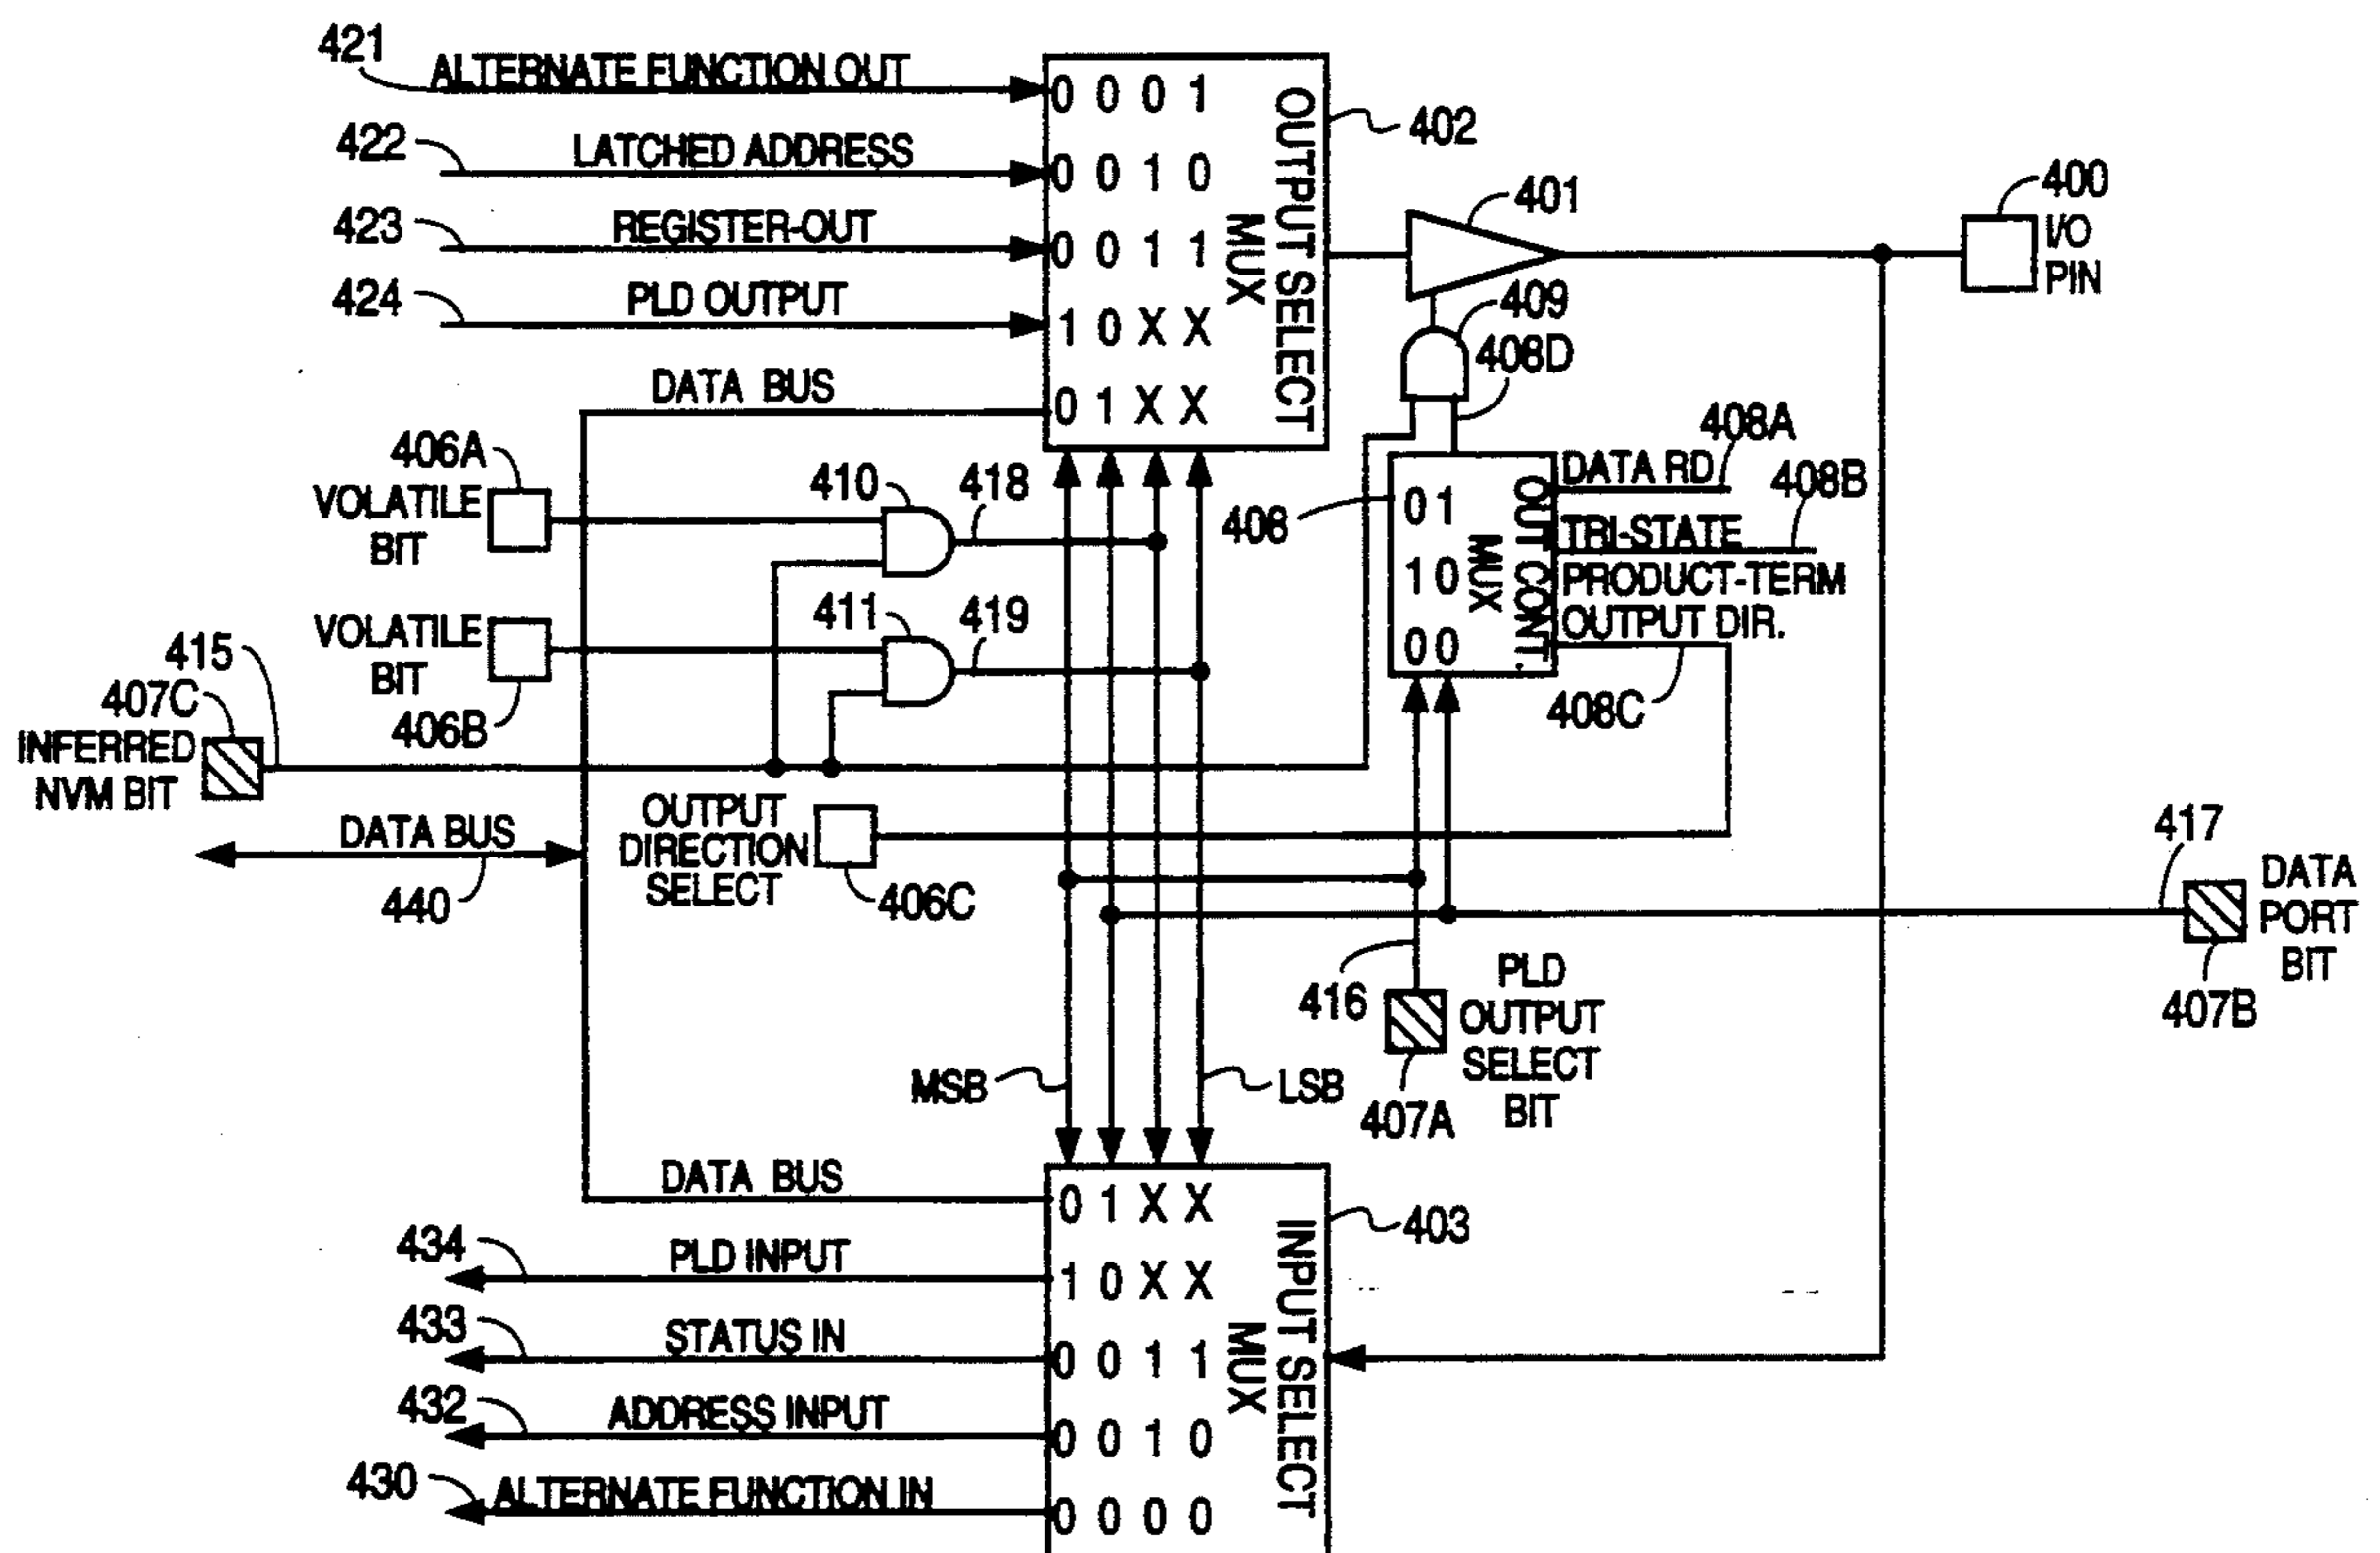 421
ALTERNATE FUNCTION OUT
0 0 0 1
422
LATCHED ADDRESS
0 0 1 0
423
REGISTER-OUT
0 0 1 1
424
PLD OUTPUT
1 0 X X
DATA BUS
0 1 X X
OUTPUT SELECT
MUX
402
401
400
I/O
PIN
409
408D
406A
VOLATILE
BIT
410
418
408
0 1
1 0
0 0
OUT CONT.
MUX
DATA RD
408A
TRI-STATE
408B
PRODUCT-TERM
OUTPUT DIR.
408C
VOLATILE
BIT
406B
411
419
415
407C
INFERRED
NVM BIT
DATA BUS
440
OUTPUT
DIRECTION
SELECT
406C
417
DATA
PORT
BIT
407B
416
PLD
OUTPUT
SELECT
BIT
407A
MSB
LSB
DATA BUS
0 1 X X
434
PLD INPUT
1 0 X X
433
STATUS IN
0 0 1 1
432
ADDRESS INPUT
0 0 1 0
430
ALTERNATE FUNCTION IN
0 0 0 0
INPUT SELECT
MUX
403